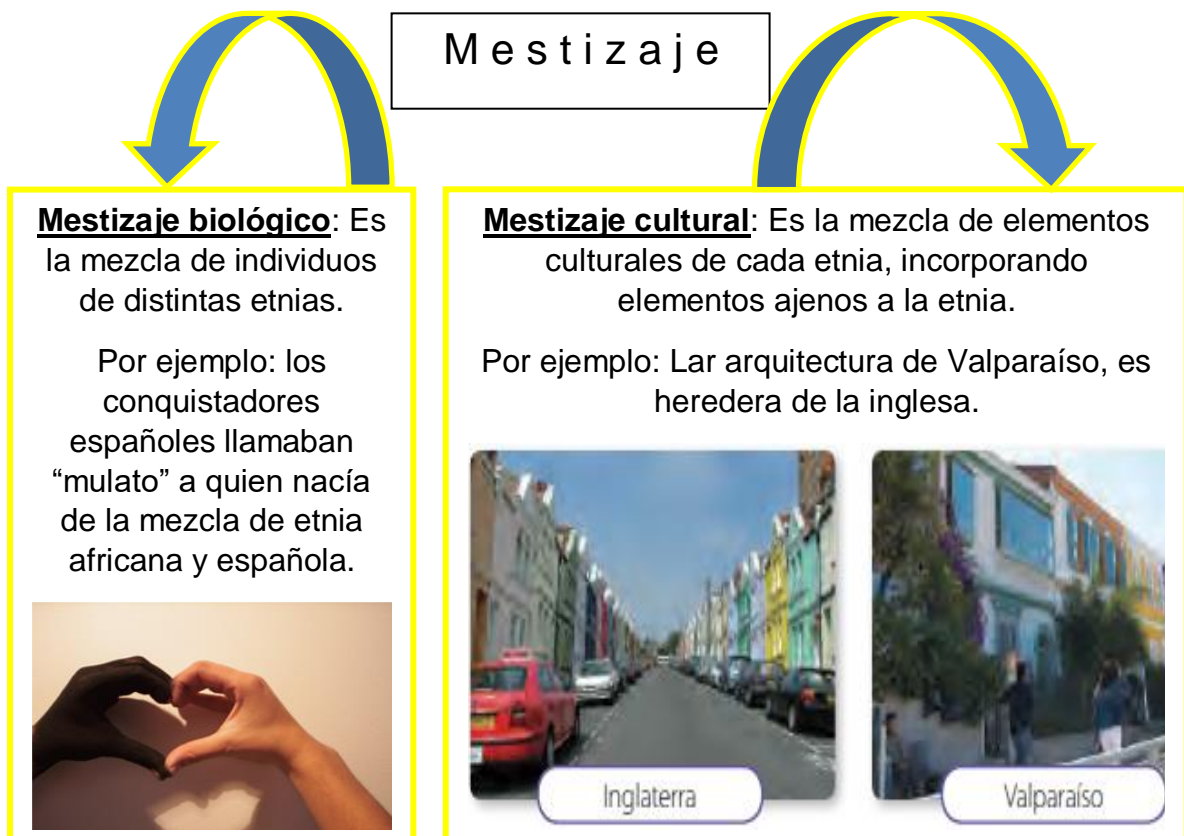 Mestizaje
Mestizaje biológico: Es
la mezcla de individuos
de distintas etnias.
Por ejemplo: los
conquistadores
españoles llamaban
“mulato” a quien nacía
de la mezcla de etnia
africana y española.
Mestizaje cultural: Es la mezcla de elementos
culturales de cada etnia, incorporando
elementos ajenos a la etnia.
Por ejemplo: Lar arquitectura de Valparaíso, es
heredera de la inglesa.
Inglaterra
Valparaíso